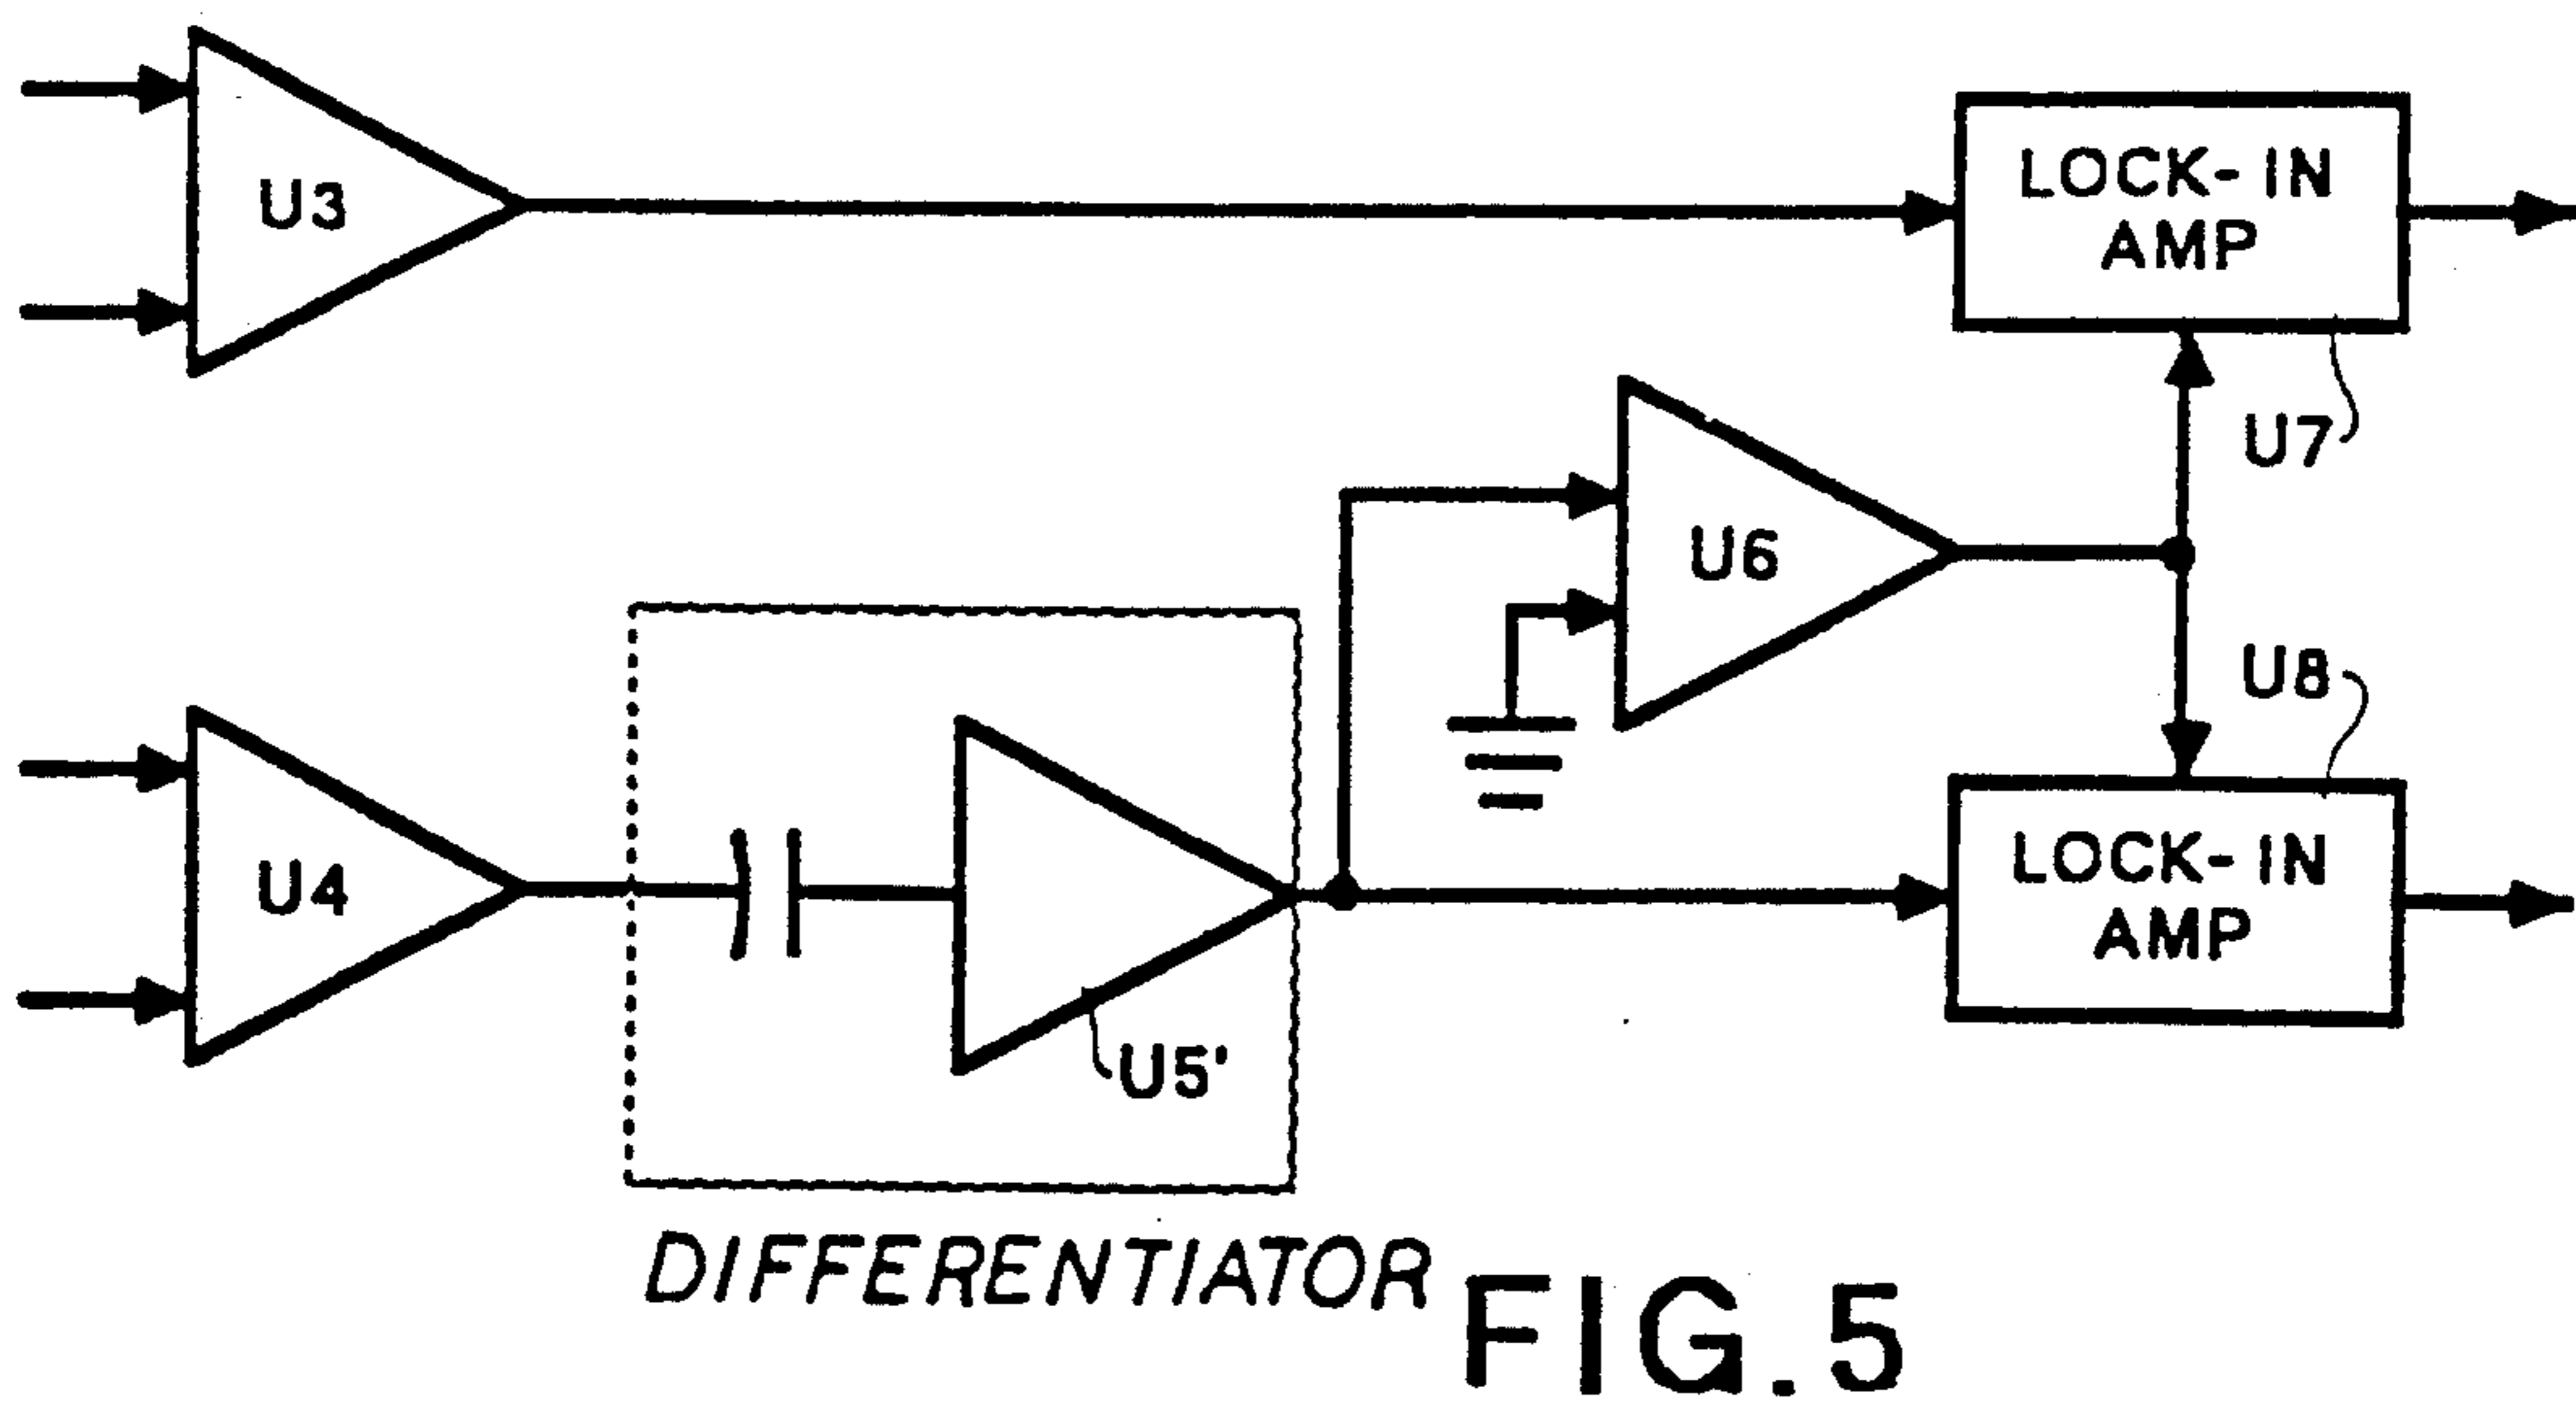 U3
LOCK-IN
AMP
U7
U6
U8
U4
LOCK-IN
AMP
U5'
DIFFERENTIATOR
FIG. 5